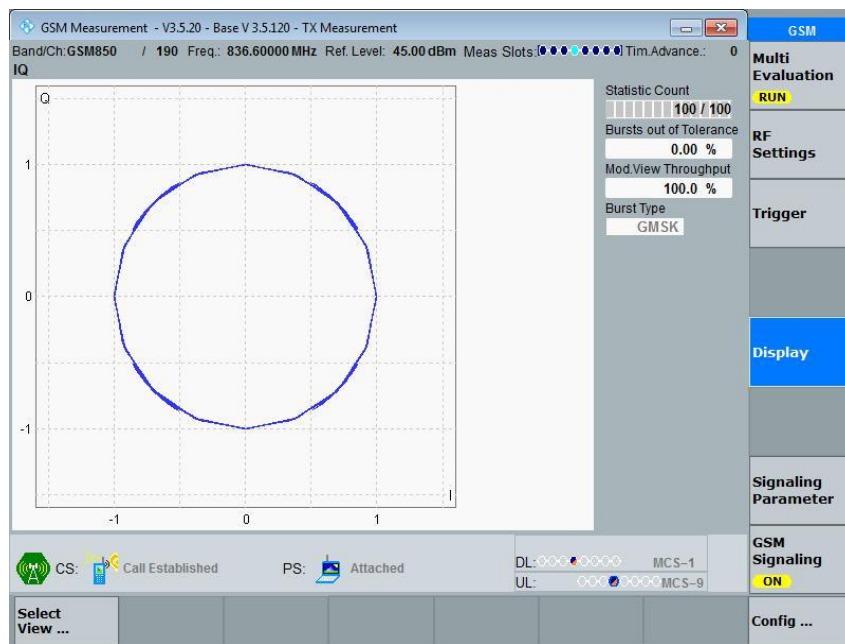 GSM Measurement - V3.5.20 - Base V 3.5.120 - TX Measurement
Band/Ch: GSM850 / 190 Freq.: 836.60000 MHz Ref. Level: 45.00 dBm Meas Slots: Tim.Advance.: 0
IQ
Q
1
0
-1
-1 0 1
I
Statistic Count
100 / 100
Bursts out of Tolerance
0.00 %
Mod.View Throughput
100.0 %
Burst Type
GMSK
CS: Call Established PS: Attached
DL: MCS-1
UL: MCS-9
GSM
Multi
Evaluation
RUN
RF
Settings
Trigger
Display
Signaling
Parameter
GSM
Signaling
ON
Select
View ...
Config ...